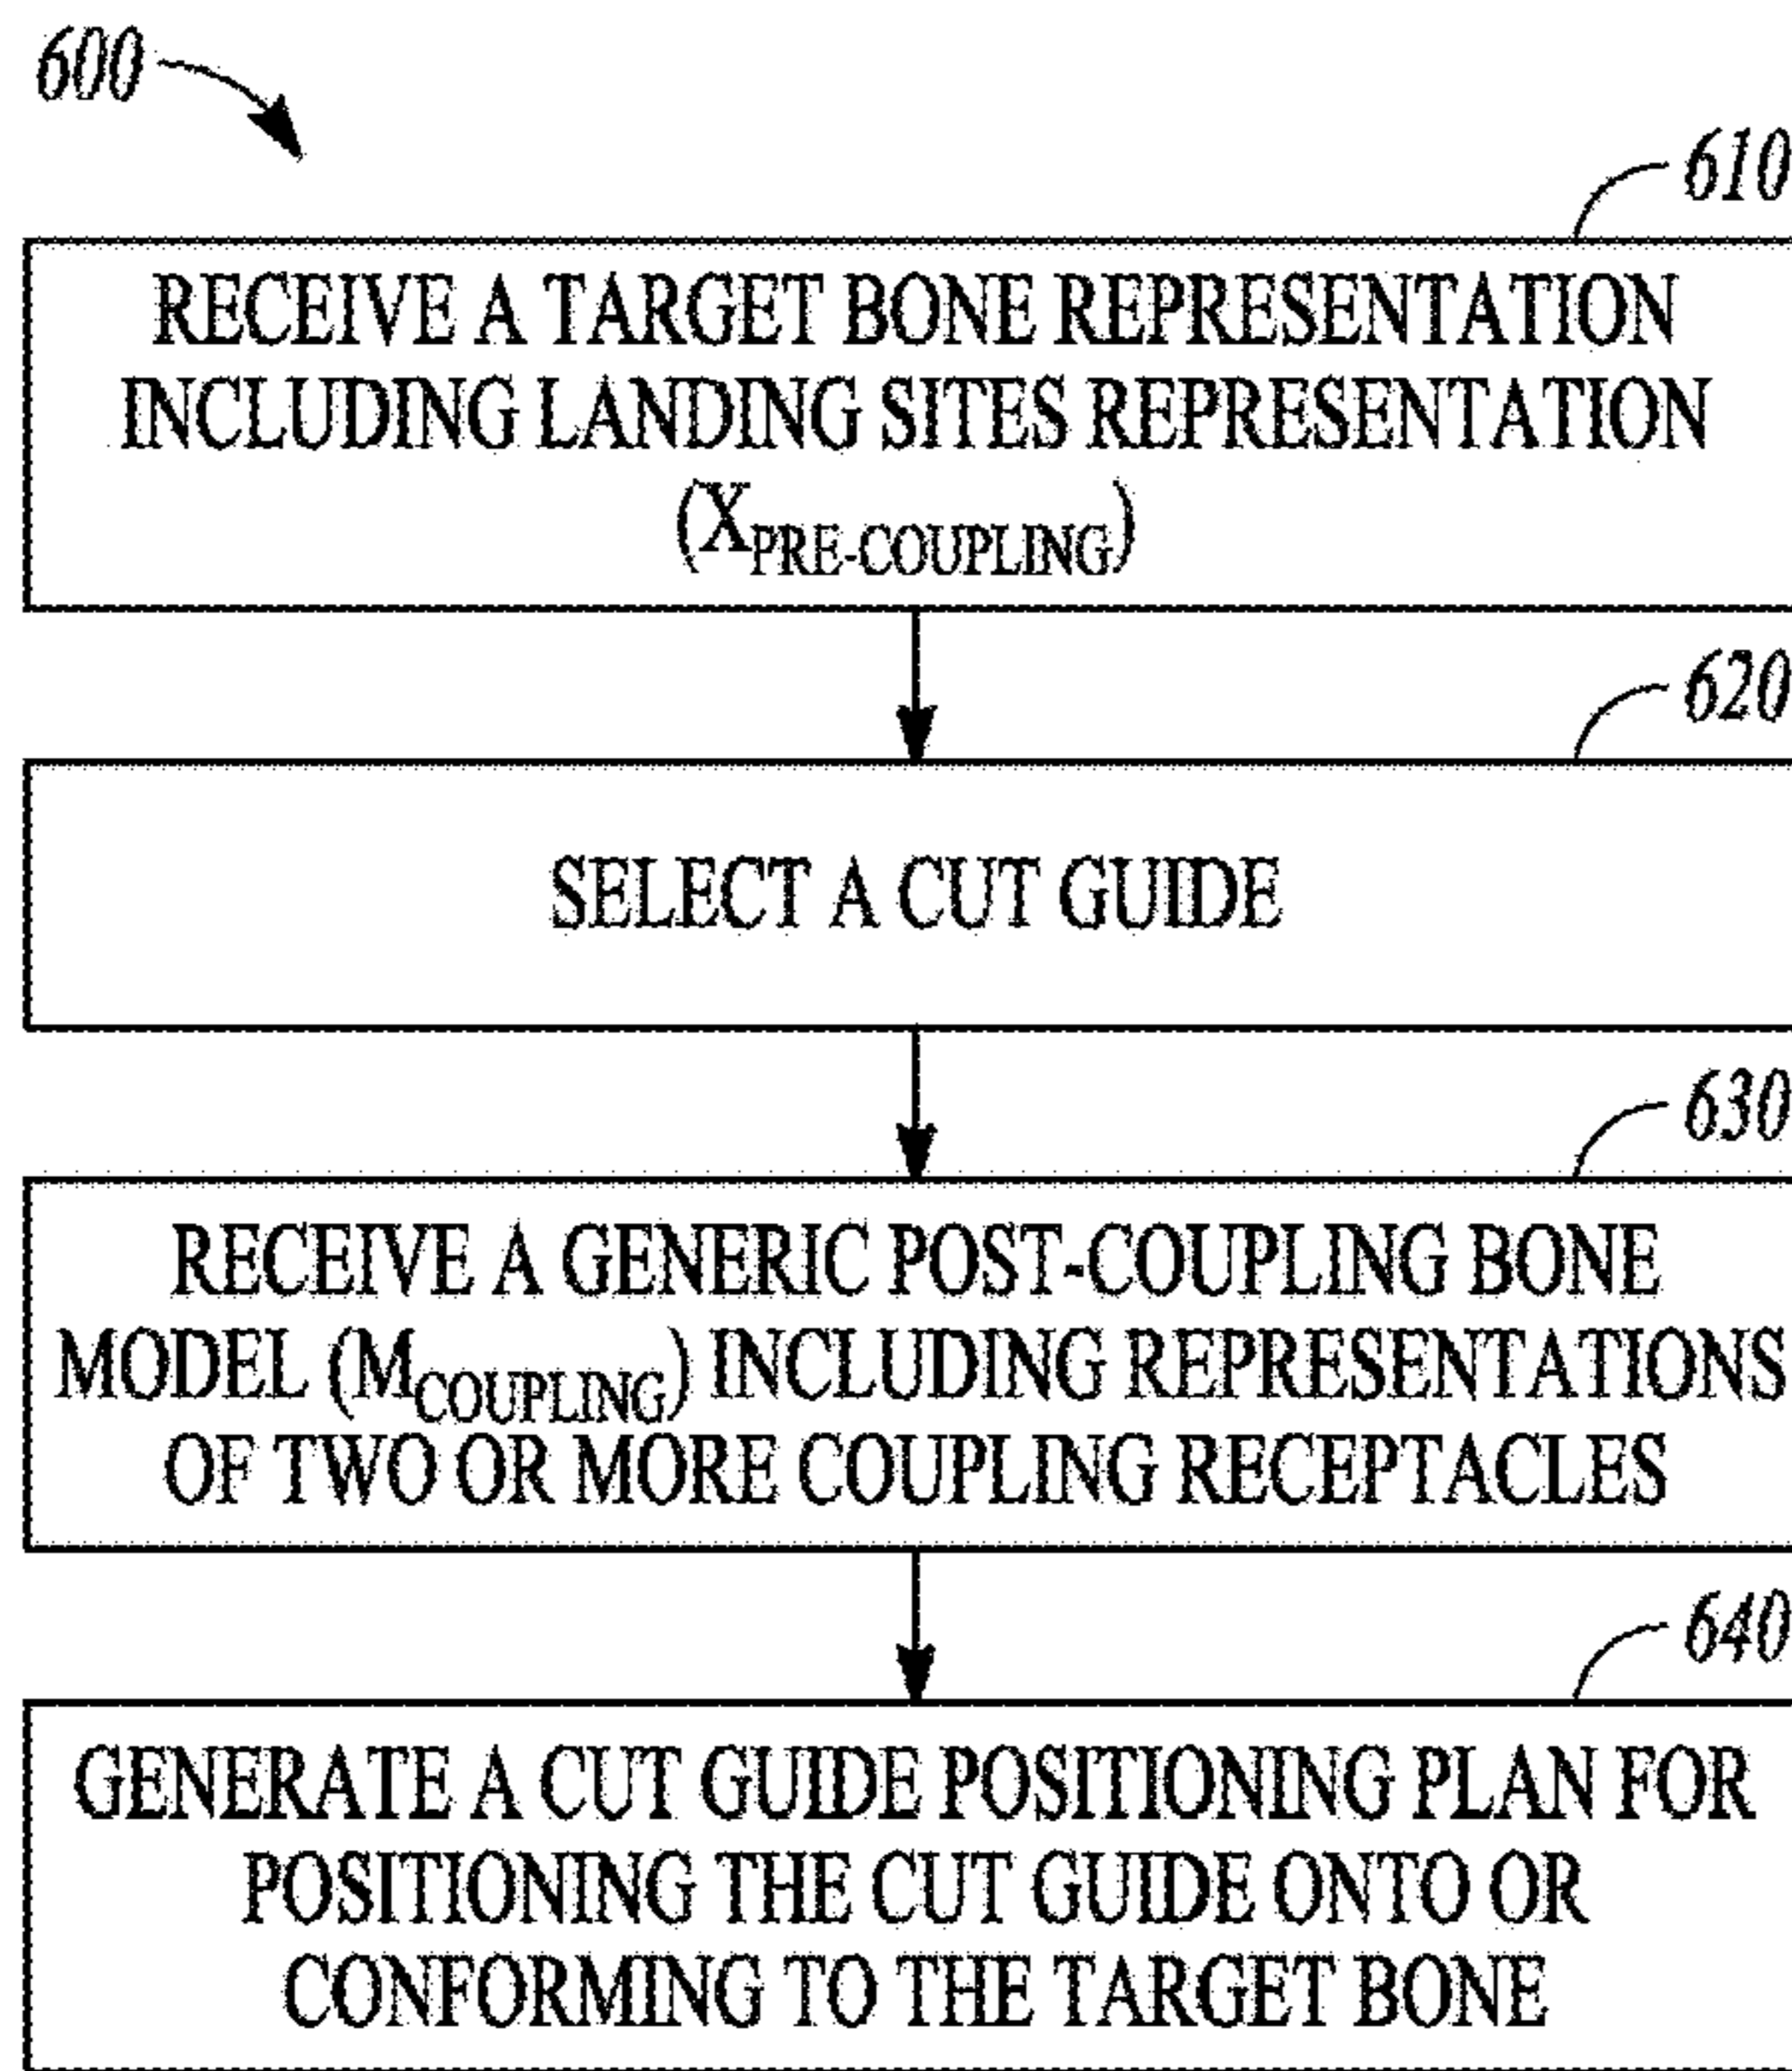 600
610
RECEIVE A TARGET BONE REPRESENTATION
INCLUDING LANDING SITES REPRESENTATION
(XPRE-COUPLING)
620
SELECT A CUT GUIDE
630
RECEIVE A GENERIC POST-COUPLING BONE
MODEL (MCOUPLING) INCLUDING REPRESENTATIONS
OF TWO OR MORE COUPLING RECEPTACLES
640
GENERATE A CUT GUIDE POSITIONING PLAN FOR
POSITIONING THE CUT GUIDE ONTO OR
CONFORMING TO THE TARGET BONE